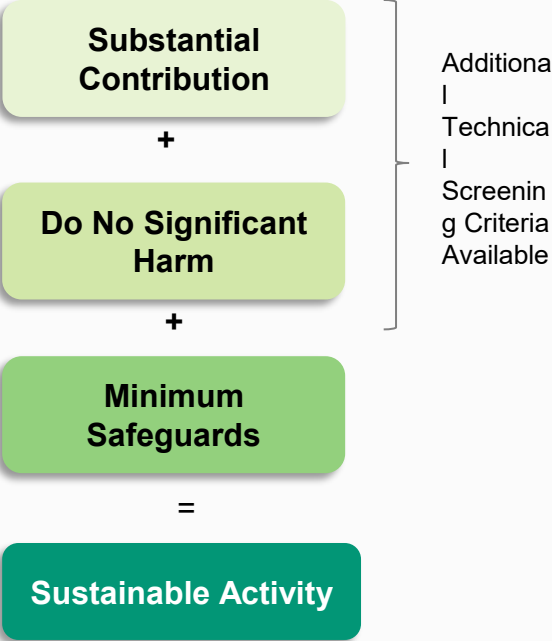 Substantial
Contribution
+
Do No Significant
Harm
+
Minimum
Safeguards
=
Sustainable Activity
Additiona
l
Technica
l
Screenin
g Criteria
Available